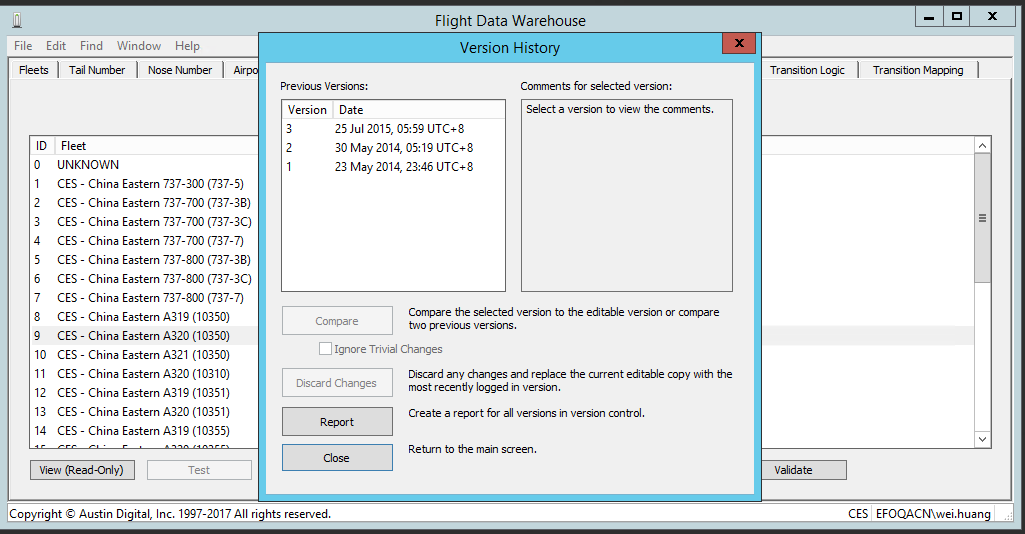 Flight Data Warehouse
File Edit Find Window Help
Version History
Fleets Tail Number Nose Number Transition Logic Transition Mapping
Previous Versions:
Comments for selected version:
Version Date
Select a version to view the comments.
3 25 Jul 2015, 05:59 UTC+8
2 30 May 2014, 05:19 UTC+8
1 23 May 2014, 23:46 UTC+8
ID Fleet
0 UNKNOWN
1 CES - China Eastern 737-300 (737-5)
2 CES - China Eastern 737-700 (737-3B)
3 CES - China Eastern 737-700 (737-3C)
4 CES - China Eastern 737-700 (737-7)
5 CES - China Eastern 737-800 (737-3B)
6 CES - China Eastern 737-800 (737-3C)
7 CES - China Eastern 737-800 (737-7)
8 CES - China Eastern A319 (10350)
9 CES - China Eastern A320 (10350)
10 CES - China Eastern A321 (10350)
11 CES - China Eastern A320 (10310)
12 CES - China Eastern A319 (10351)
13 CES - China Eastern A320 (10351)
14 CES - China Eastern A319 (10355)
Compare
Compare the selected version to the editable version or compare
two previous versions.
Ignore Trivial Changes
Discard Changes
Discard any changes and replace the current editable copy with the
most recently logged in version.
Report
Create a report for all versions in version control.
Close
Return to the main screen.
View (Read-Only) Test Validate
Copyright © Austin Digital, Inc. 1997-2017 All rights reserved.
CES EFOQACN\wei.huang